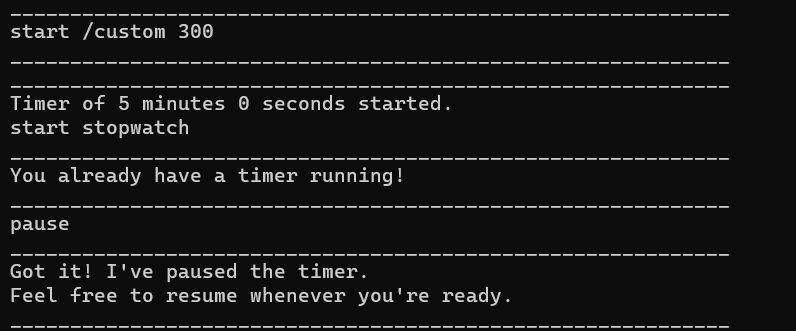 ____________________________________________________________
start /custom 300
____________________________________________________________
____________________________________________________________
Timer of 5 minutes 0 seconds started.
start stopwatch
____________________________________________________________
You already have a timer running!
____________________________________________________________
pause
____________________________________________________________
Got it! I've paused the timer.
Feel free to resume whenever you're ready.
____________________________________________________________